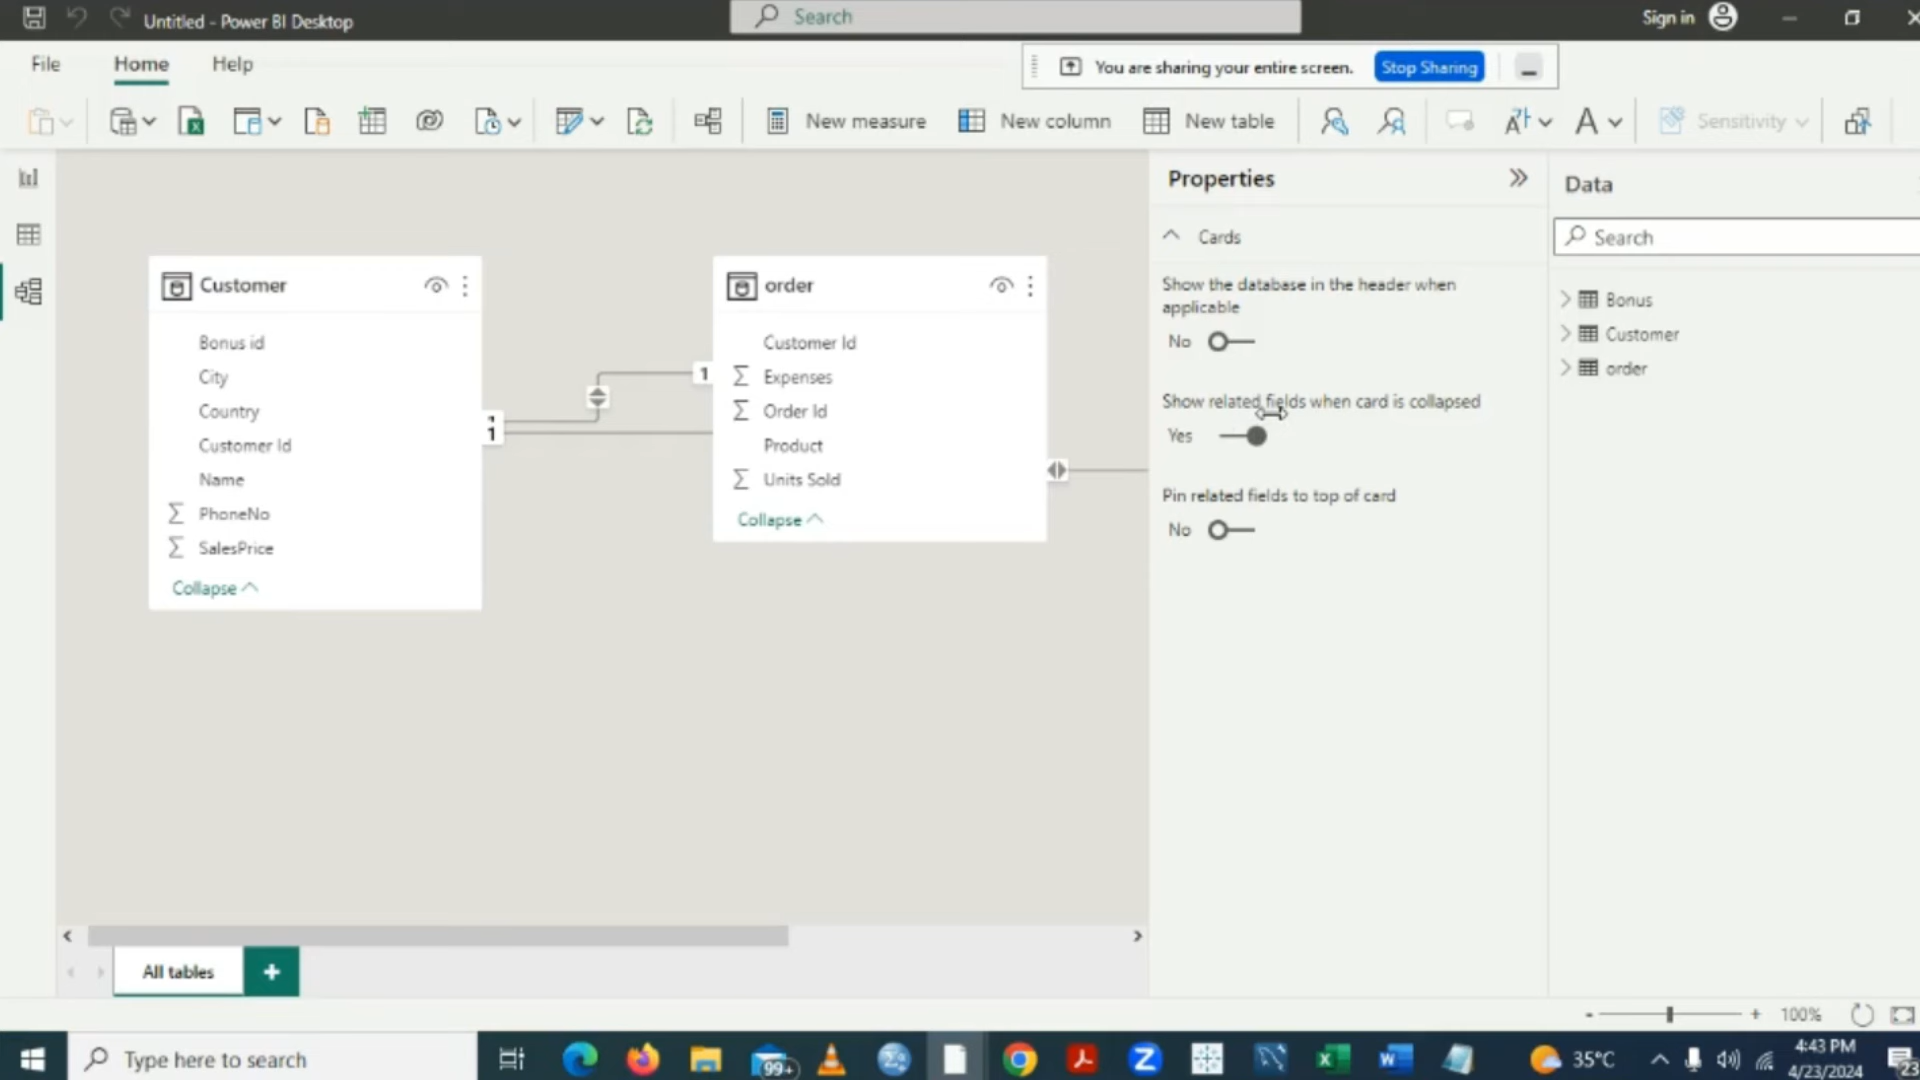 Untitled - Power BI Desktop
Search
Sign in
File
Home
Help
You are sharing your entire screen.
Stop Sharing
New measure
New column
New table
Sensitivity
Customer
Bonus id
City
Country
Customer Id
Name
PhoneNo
SalesPrice
Collapse
1
1
1
order
Customer Id
Expenses
Order Id
Product
Units Sold
Collapse
Properties
Cards
Show the database in the header when
applicable
No
Show related fields when card is collapsed
Yes
Pin related fields to top of card
No
Data
Search
Bonus
Customer
order
All tables
100%
Type here to search
99+
35°C
4:43 PM
4/23/2024
23